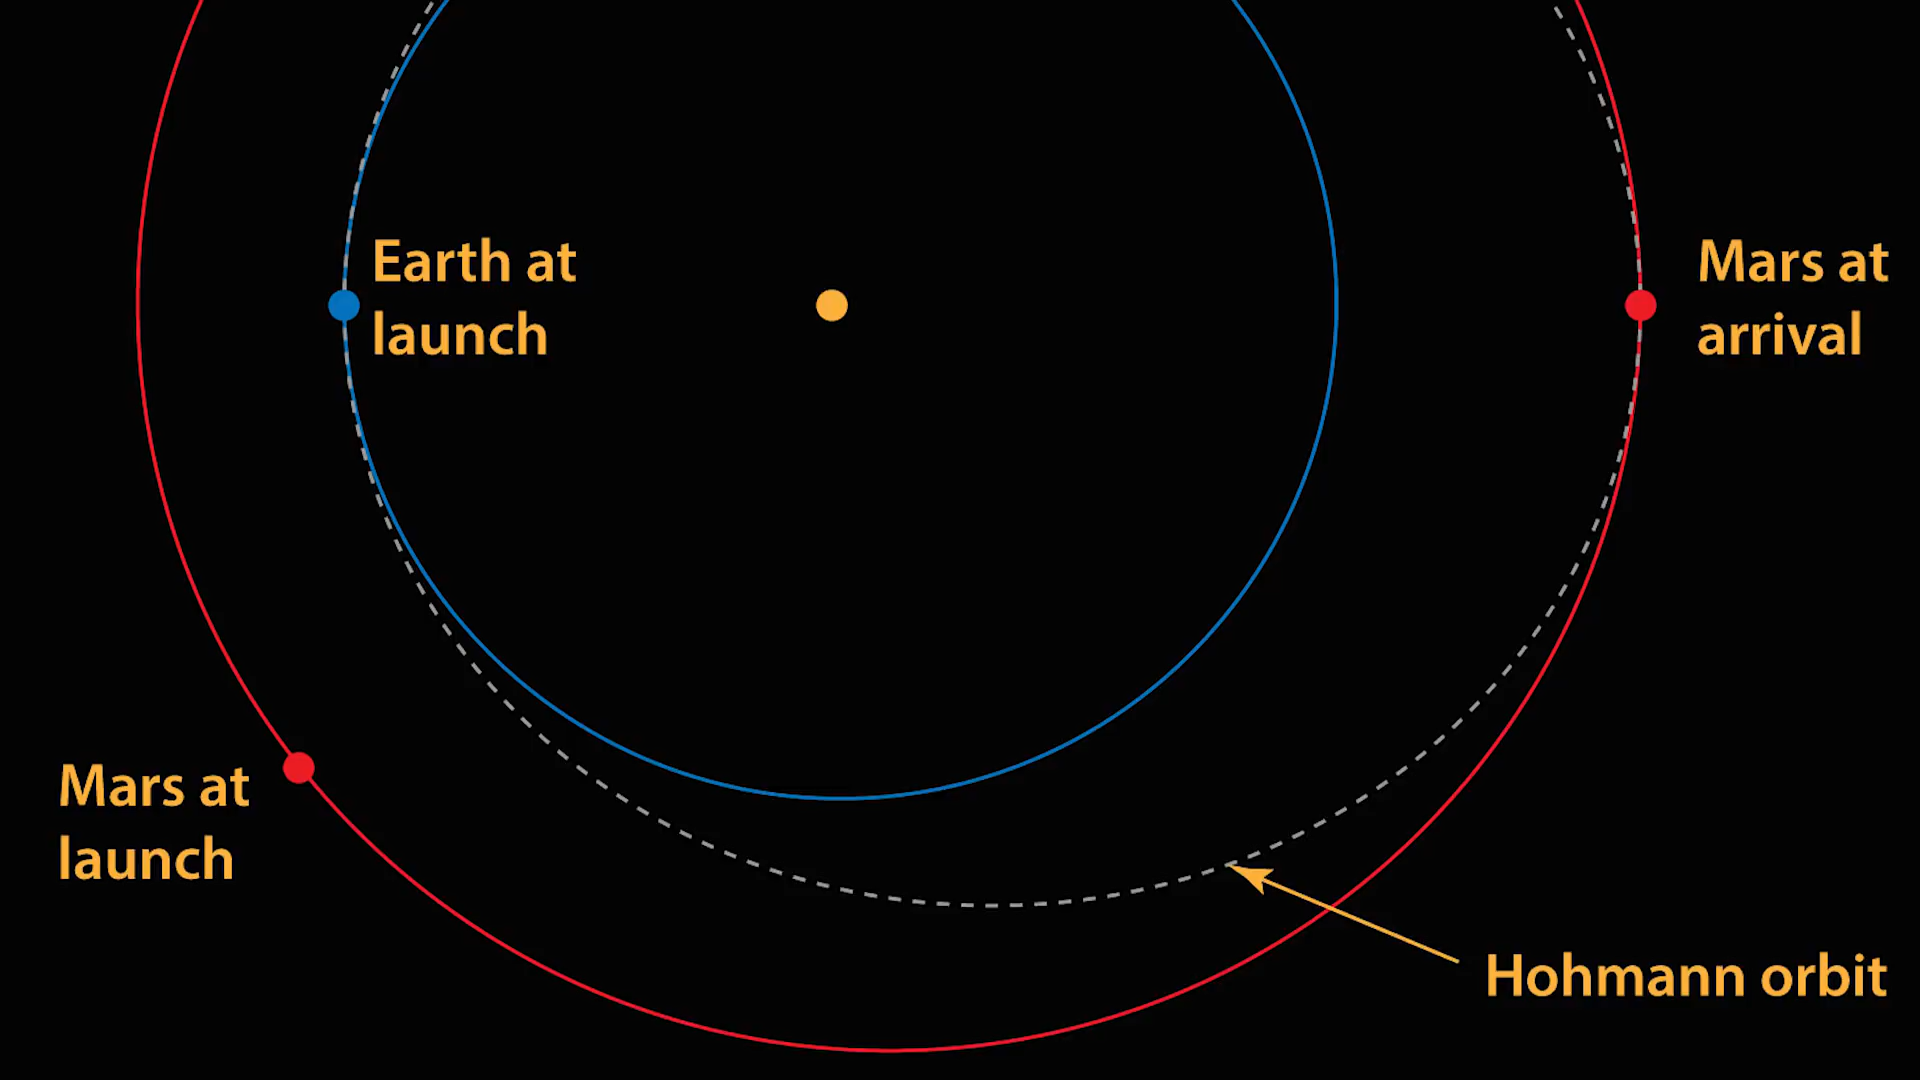 Earth at
launch
Mars at
arrival
Mars at
launch
Hohmann orbit